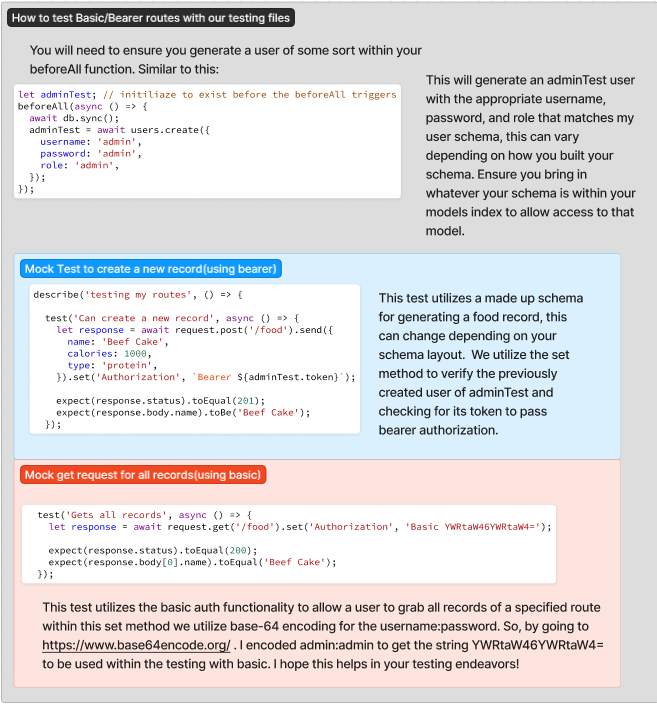 How to test Basic/Bearer routes with our testing files
You will need to ensure you generate a user of some sort within your
beforeAll function. Similar to this:
let adminTest; // initiliaze to exist before the beforeAll triggers
beforeAll(async () => {
  await db.sync();
  adminTest = await users.create({
    username: 'admin',
    password: 'admin',
    role: 'admin',
  });
});
This will generate an adminTest user
with the appropriate username,
password, and role that matches my
user schema, this can vary
depending on how you built your
schema. Ensure you bring in
whatever your schema is within your
models index to allow access to that
model.
Mock Test to create a new record(using bearer)
describe('testing my routes', () => {
  test('Can create a new record', async () => {
    let response = await request.post('/food').send({
      name: 'Beef Cake',
      calories: 1000,
      type: 'protein',
    }).set('Authorization', `Bearer ${adminTest.token}`);
    expect(response.status).toEqual(201);
    expect(response.body.name).toBe('Beef Cake');
  });
This test utilizes a made up schema
for generating a food record, this
can change depending on your
schema layout.  We utilize the set
method to verify the previously
created user of adminTest and
checking for its token to pass
bearer authorization.
Mock get request for all records(using basic)
test('Gets all records', async () => {
  let response = await request.get('/food').set('Authorization', 'Basic YWRtaW46YWRtaW4=');
  expect(response.status).toEqual(200);
  expect(response.body[0].name).toEqual('Beef Cake');
});
This test utilizes the basic auth functionality to allow a user to grab all records of a specified route
within this set method we utilize base-64 encoding for the username:password. So, by going to
https://www.base64encode.org/ . I encoded admin:admin to get the string YWRtaW46YWRtaW4=
to be used within the testing with basic. I hope this helps in your testing endeavors!